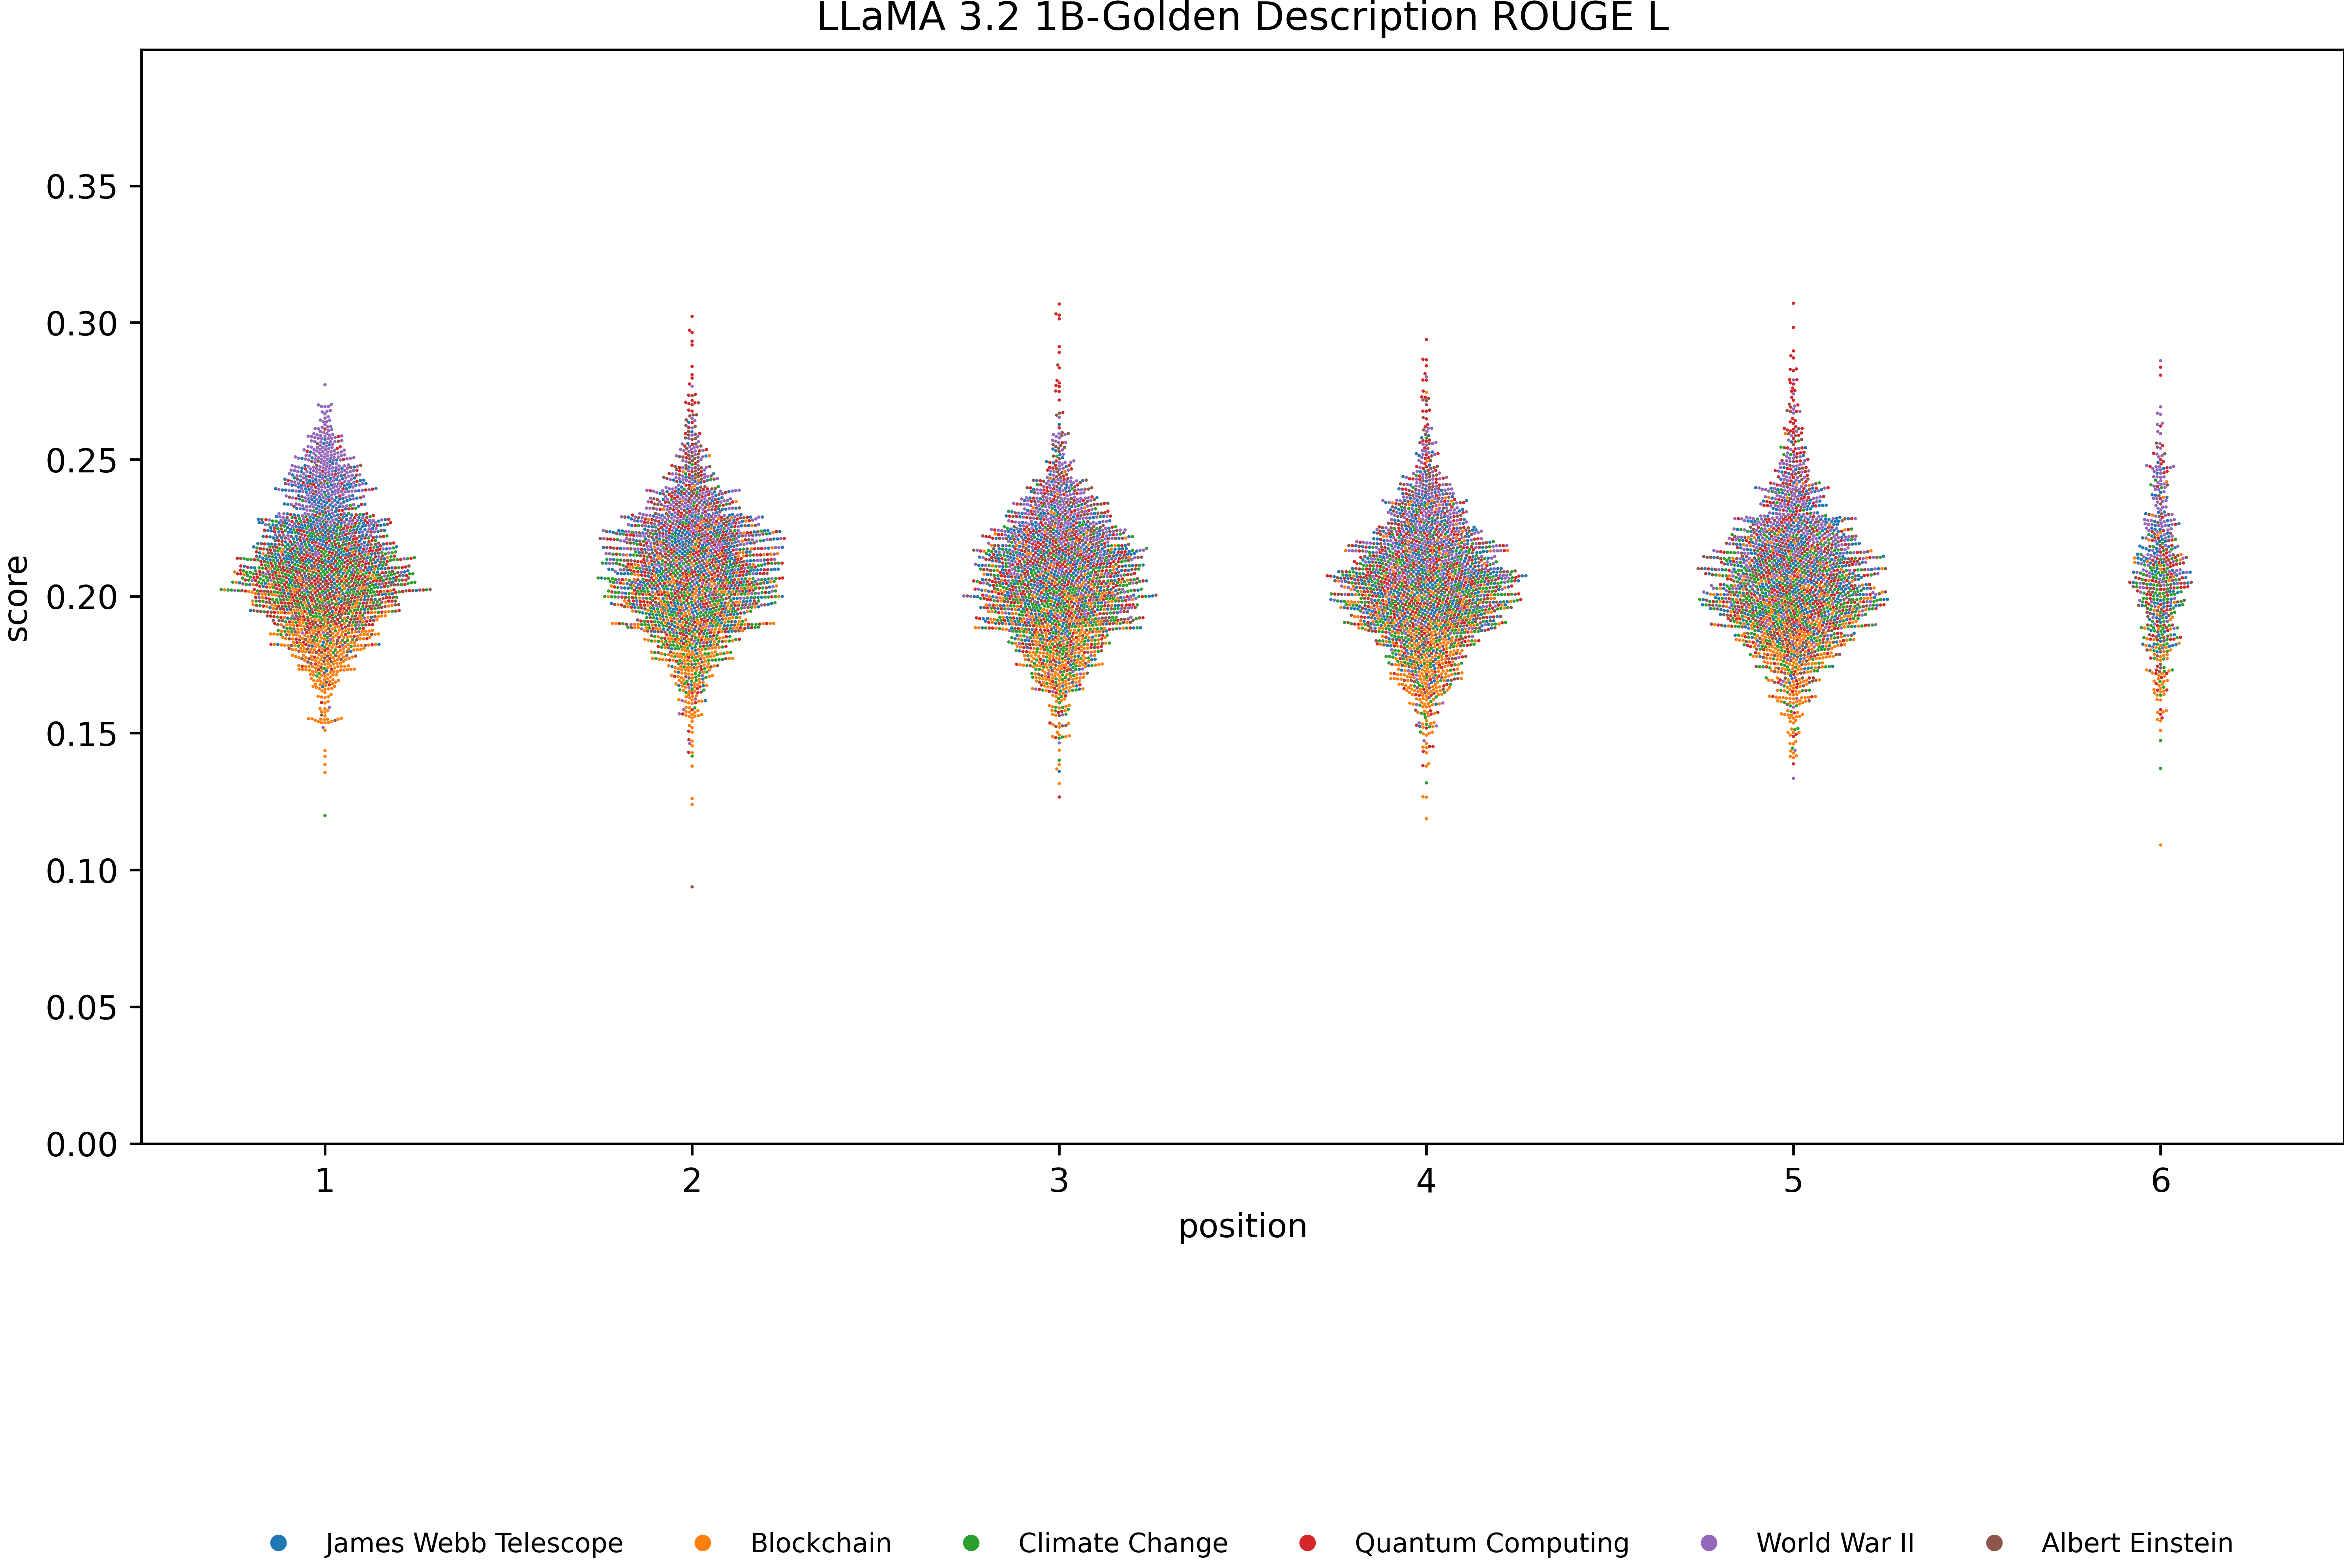 LLaMA 3.2 1B-Golden Description ROUGE L
score
0.35
0.30
0.25
0.20
0.15
0.10
0.05
0.00
1 2 3 4 5 6
position
James Webb Telescope Blockchain Climate Change Quantum Computing World War II Albert Einstein